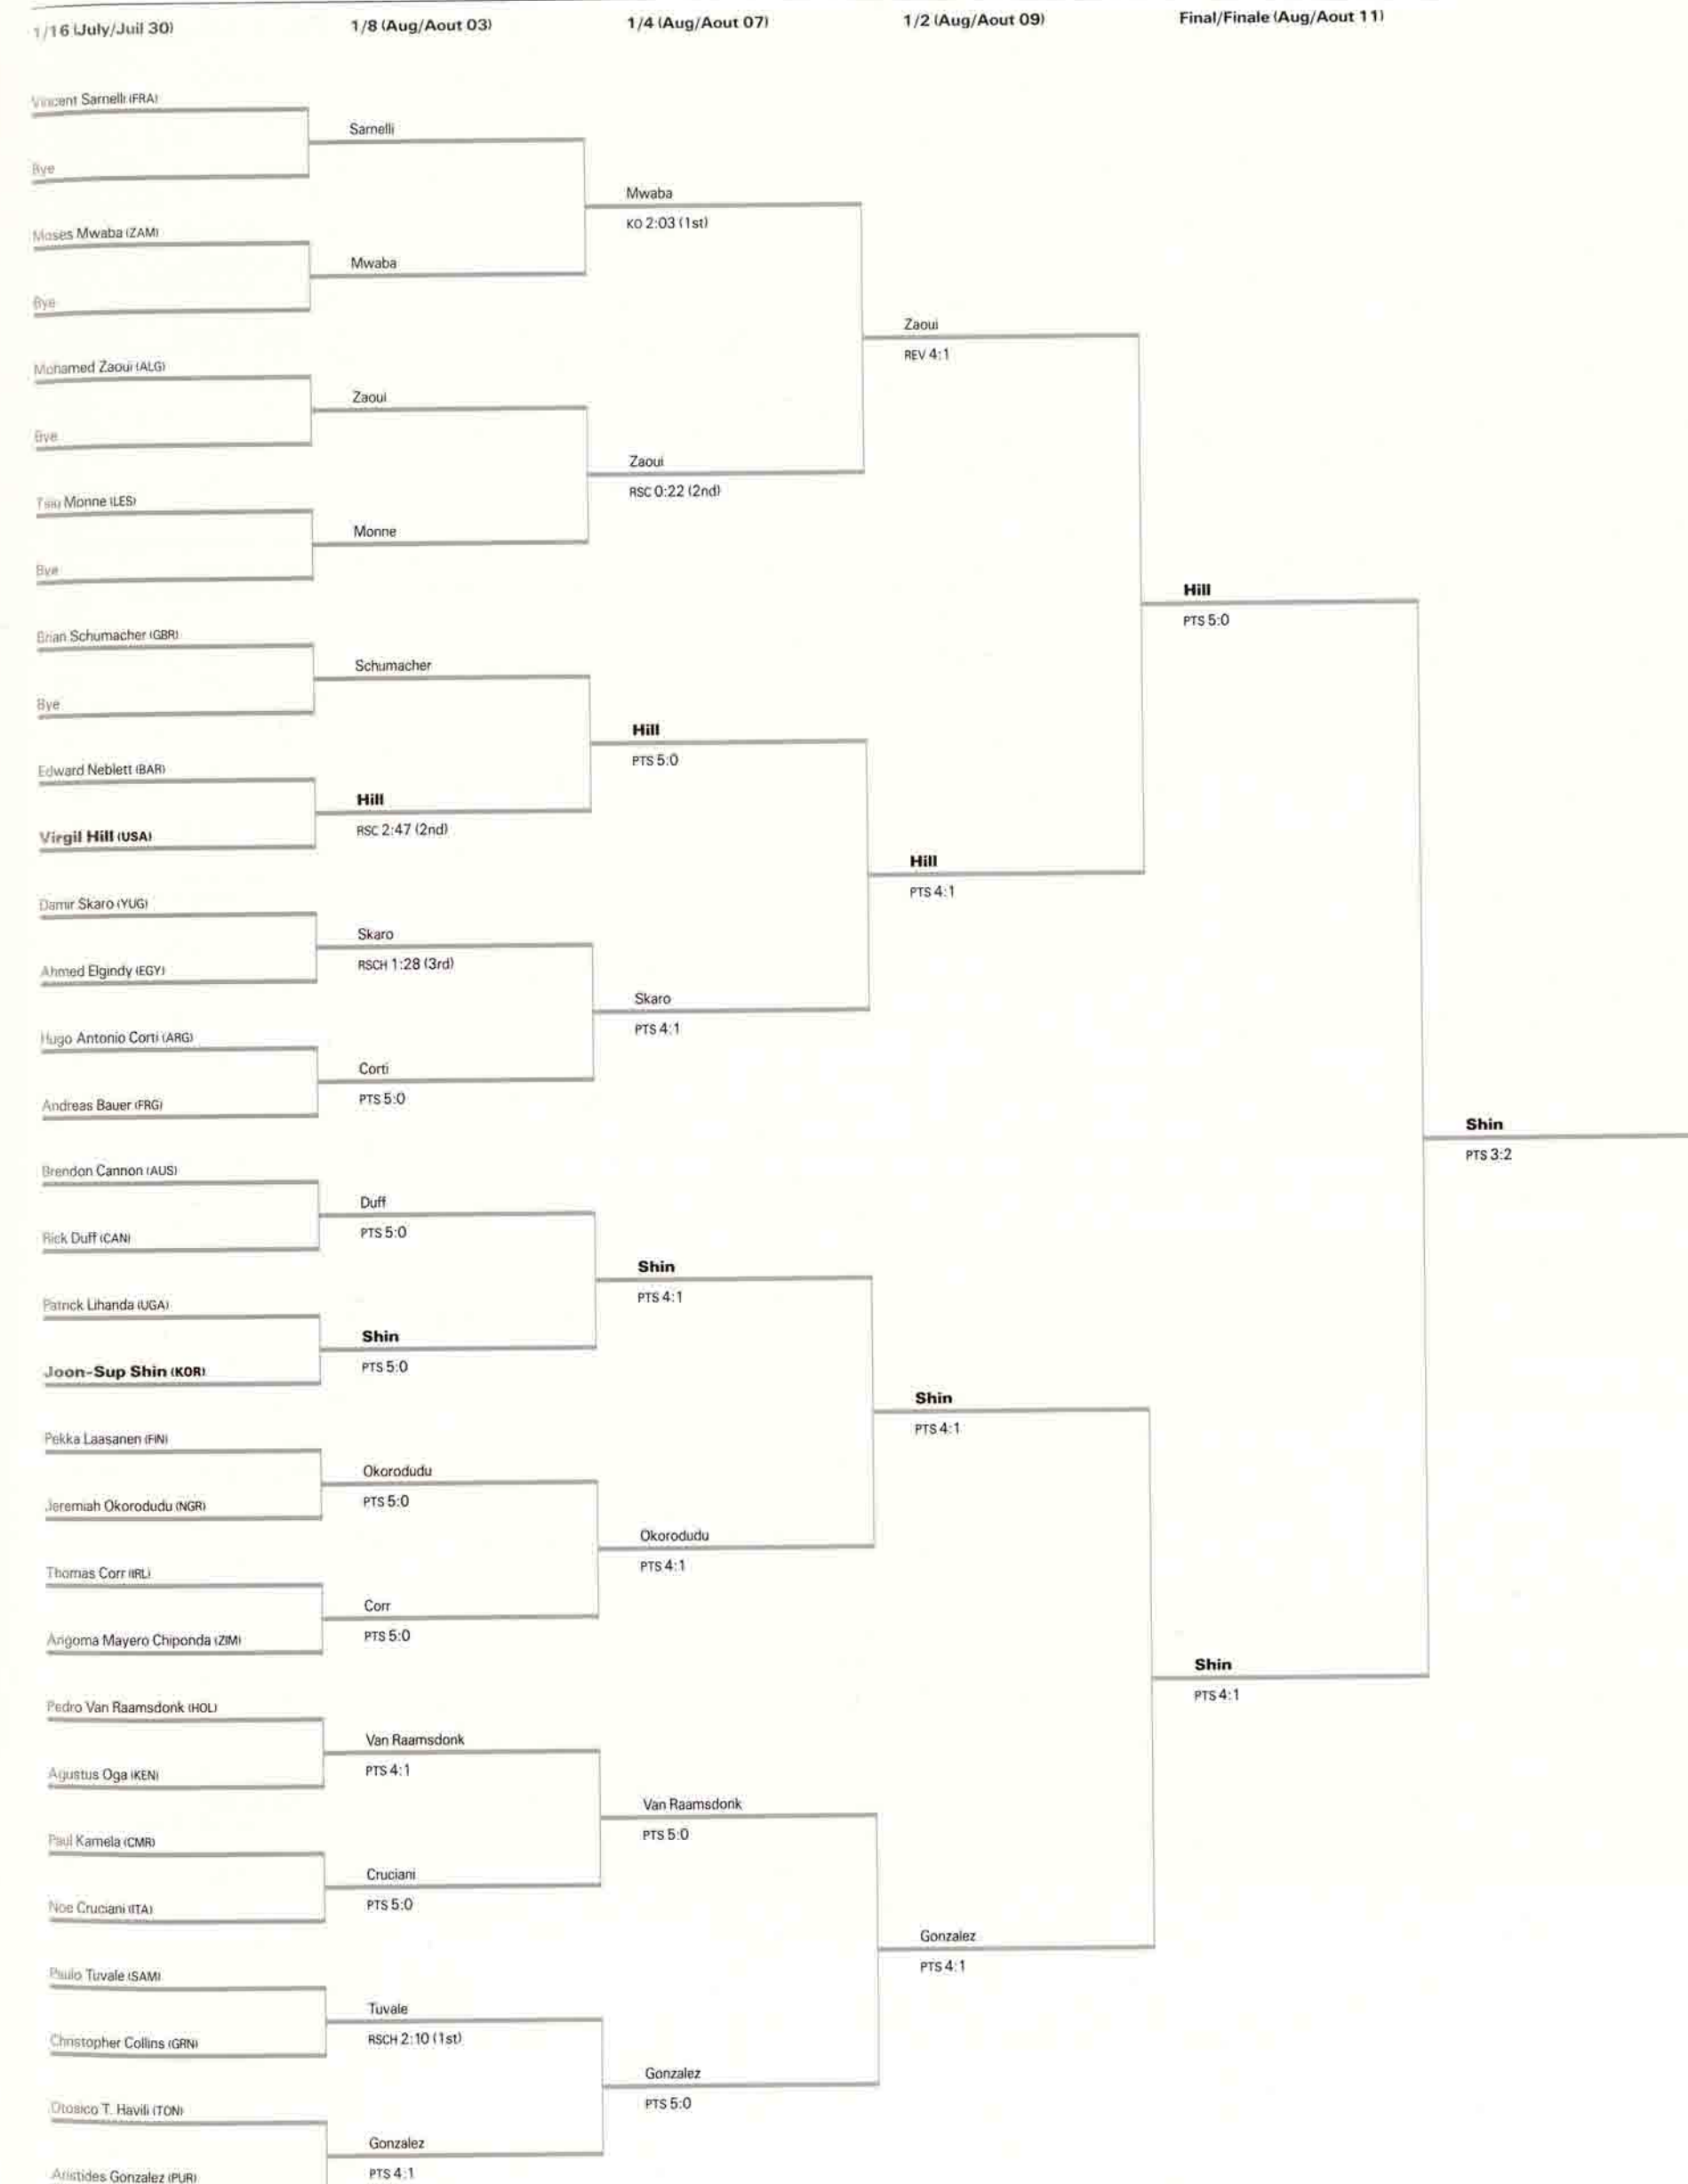 1/16 (July/Juil 30)
1/8 (Aug/Aout 03)
1/4 (Aug/Aout 07)
1/2 (Aug/Aout 09)
Final/Finale (Aug/Aout 11)
Vincent Sarnelli (FRA)
Bye
Moses Mwaba (ZAM)
Bye
Mohamed Zaoui (ALG)
Bye
Monne (LES)
Bye
Brian Schumacher (GBR)
Bye
Edward Neblett (BAR)
Virgil Hill (USA)
Damir Skaro (YUG)
Ahmed Elgindy (EGY)
Hugo Antonio Corti (ARG)
Andreas Bauer (FRG)
Brendon Cannon (AUS)
Rick Duff (CAN)
Patrick Lihanda (UGA)
Joon-Sup Shin (KOR)
Pekka Laasanen (FIN)
Jeremiah Okorodudu (NGR)
Thomas Corr (IRL)
Arigoma Mayero Chiponda (ZIM)
Pedro Van Raamsdonk (HOL)
Agustus Oga (KEN)
Paul Kamela (CMR)
Noe Cruciani (ITA)
Paulo Tuvale (SAM)
Christopher Collins (GRN)
Otosico T. Havili (TON)
Aristides Gonzalez (PUR)
Sarnelli
Mwaba
Zaoui
Monne
Schumacher
Hill
RSC 2:47 (2nd)
Skaro
RSCH 1:28 (3rd)
Corti
PTS 5:0
Duff
PTS 5:0
Shin
PTS 5:0
Okorodudu
PTS 5:0
Corr
PTS 5:0
Van Raamsdonk
PTS 4:1
Cruciani
PTS 5:0
Tuvale
RSCH 2:10 (1st)
Gonzalez
PTS 4:1
Mwaba
KO 2:03 (1st)
Zaoui
RSC 0:22 (2nd)
Hill
PTS 5:0
Skaro
PTS 4:1
Shin
PTS 4:1
Okorodudu
PTS 4:1
Van Raamsdonk
PTS 5:0
Gonzalez
PTS 5:0
Zaoui
REV 4:1
Hill
PTS 4:1
Shin
PTS 4:1
Gonzalez
PTS 4:1
Hill
PTS 5:0
Shin
PTS 4:1
Shin
PTS 3:2